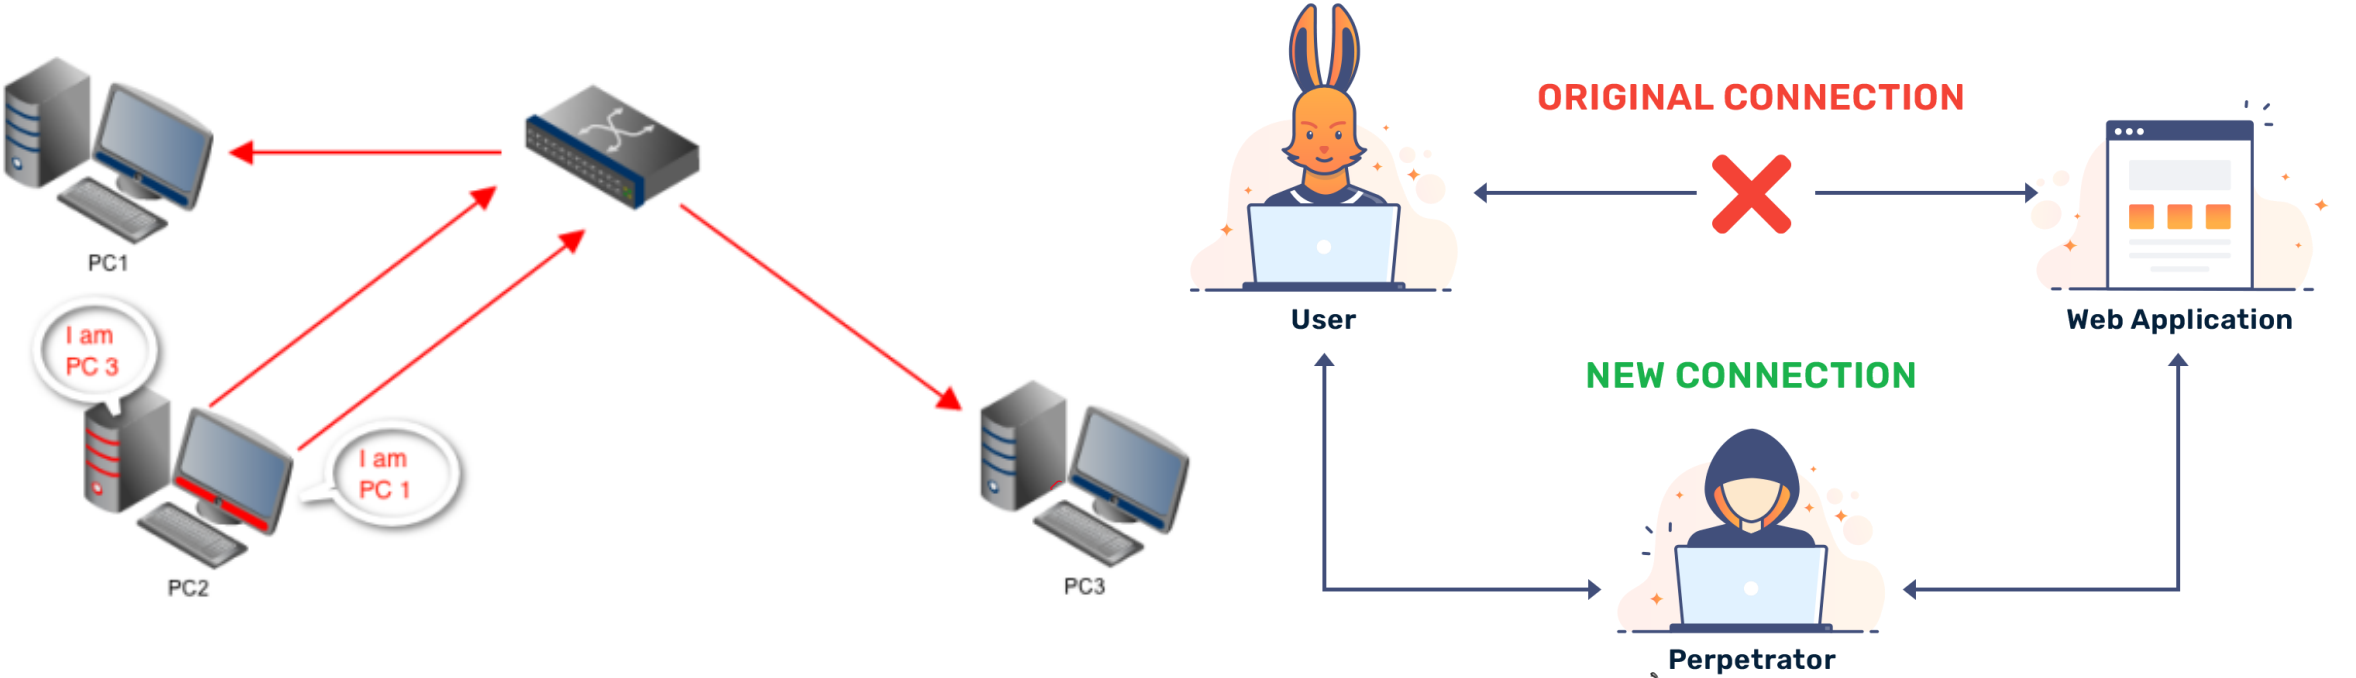 PC1
I am
PC 3
I am
PC 1
PC2
PC3
ORIGINAL CONNECTION
User
Web Application
NEW CONNECTION
Perpetrator